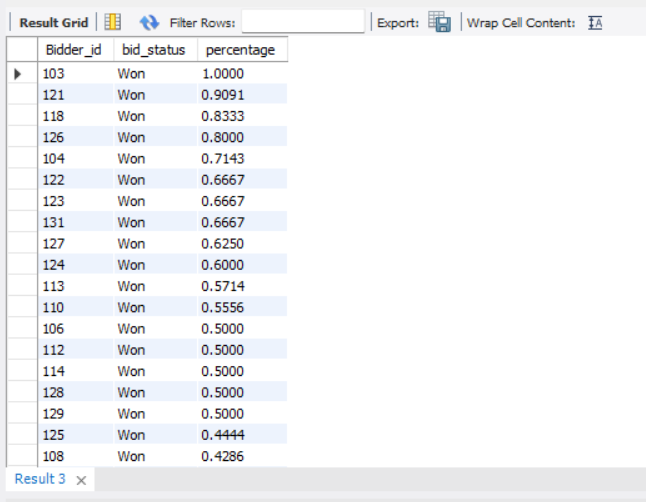 Result Grid Filter Rows: Export: Wrap Cell Content:
Bidder_id bid_status percentage
103 Won 1.0000
121 Won 0.9091
118 Won 0.8333
126 Won 0.8000
104 Won 0.7143
122 Won 0.6667
123 Won 0.6667
131 Won 0.6667
127 Won 0.6250
124 Won 0.6000
113 Won 0.5714
110 Won 0.5556
106 Won 0.5000
112 Won 0.5000
114 Won 0.5000
128 Won 0.5000
129 Won 0.5000
125 Won 0.4444
108 Won 0.4286
Result 3